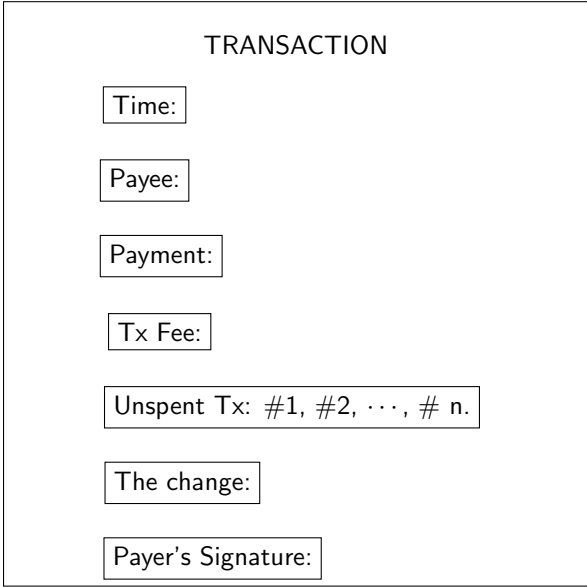 TRANSACTION
Time:
Payee:
Payment:
Tx Fee:
Unspent Tx: #1, #2, ⋯, # n.
The change:
Payer's Signature: